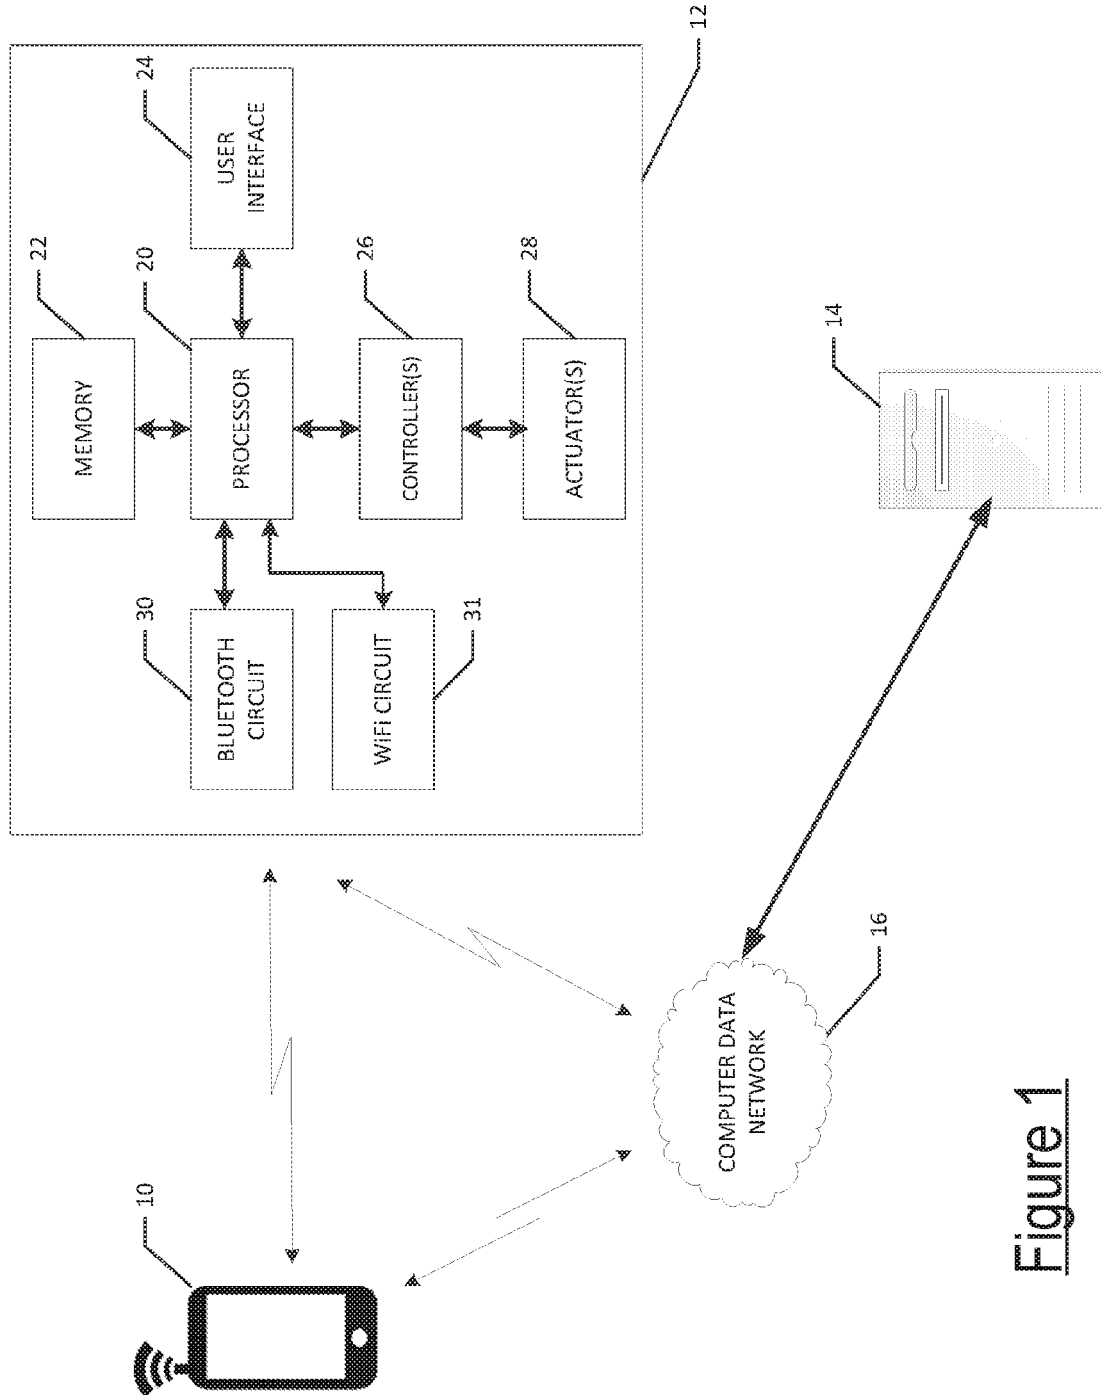 10
12
22
MEMORY
24
USER
INTERFACE
20
PROCESSOR
30
BLUETOOTH
CIRCUIT
31
WiFi CIRCUIT
26
CONTROLLER(S)
28
ACTUATOR(S)
COMPUTER DATA
NETWORK
16
14
Figure 1